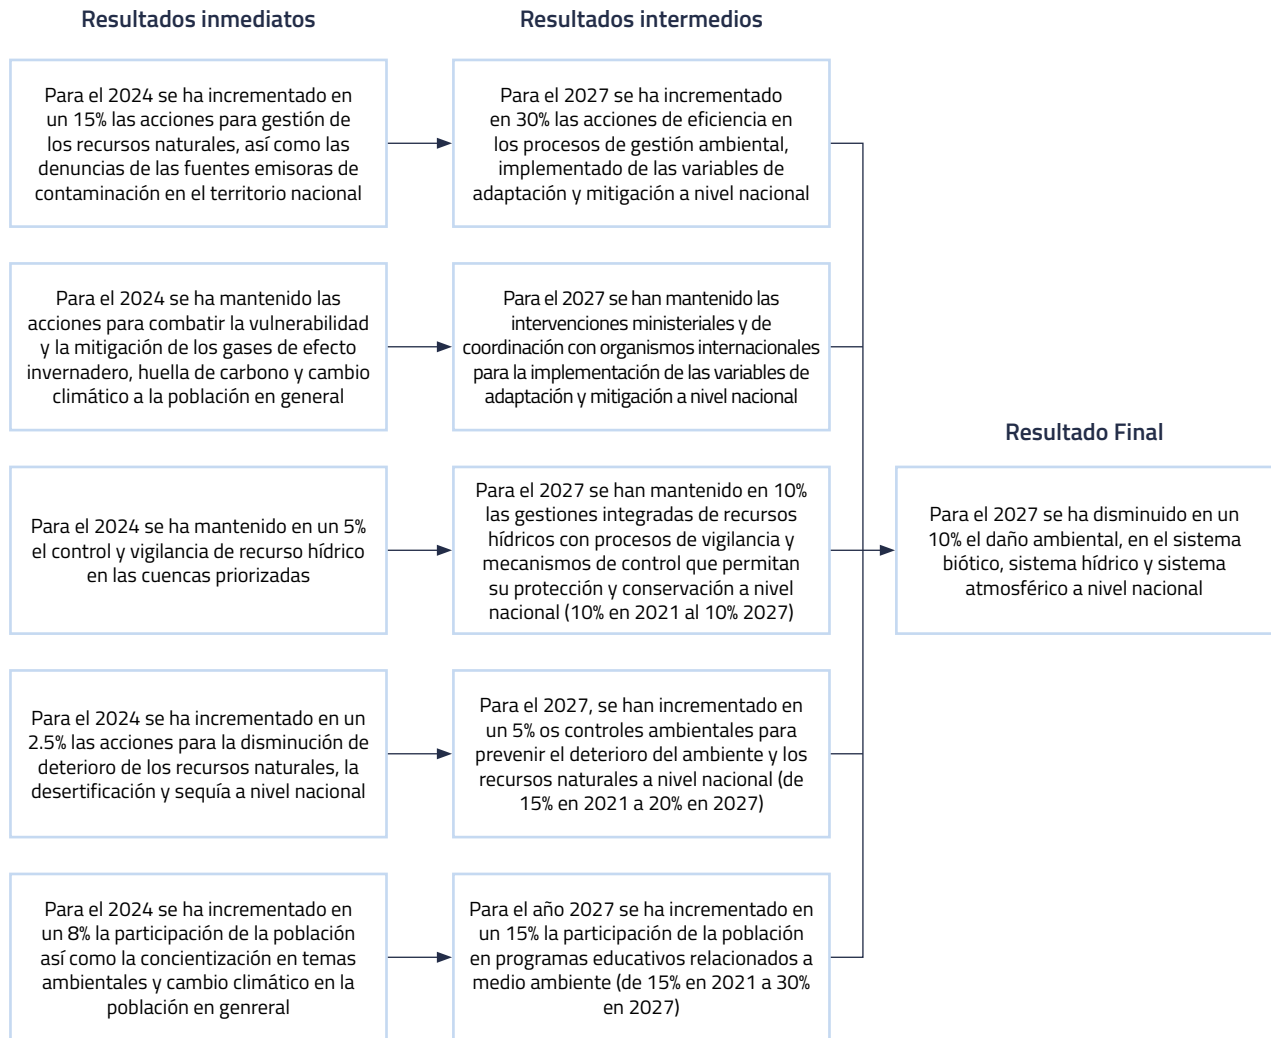 Resultados inmediatos
Resultados intermedios
Para el 2024 se ha incrementado en
un 15% las acciones para gestión de
los recursos naturales, así como las
denuncias de las fuentes emisoras de
contaminación en el territorio nacional
Para el 2027 se ha incrementado
en 30% las acciones de eficiencia en
los procesos de gestión ambiental,
implementado de las variables de
adaptación y mitigación a nivel nacional
Para el 2024 se ha mantenido las
acciones para combatir la vulnerabilidad
y la mitigación de los gases de efecto
invernadero, huella de carbono y cambio
climático a la población en general
Para el 2027 se han mantenido las
intervenciones ministeriales y de
coordinación con organismos internacionales
para la implementación de las variables de
adaptación y mitigación a nivel nacional
Para el 2024 se ha mantenido en un 5%
el control y vigilancia de recurso hídrico
en las cuencas priorizadas
Para el 2027 se han mantenido en 10%
las gestiones integradas de recursos
hídricos con procesos de vigilancia y
mecanismos de control que permitan
su protección y conservación a nivel
nacional (10% en 2021 al 10% 2027)
Resultado Final
Para el 2027 se ha disminuido en un
10% el daño ambiental, en el sistema
biótico, sistema hídrico y sistema
atmosférico a nivel nacional
Para el 2024 se ha incrementado en un
2.5% las acciones para la disminución de
deterioro de los recursos naturales, la
desertificación y sequía a nivel nacional
Para el 2027, se han incrementado en
un 5% os controles ambientales para
prevenir el deterioro del ambiente y los
recursos naturales a nivel nacional (de
15% en 2021 a 20% en 2027)
Para el 2024 se ha incrementado en
un 8% la participación de la población
así como la concientización en temas
ambientales y cambio climático en la
población en genreral
Para el año 2027 se ha incrementado en
un 15% la participación de la población
en programas educativos relacionados a
medio ambiente (de 15% en 2021 a 30%
en 2027)